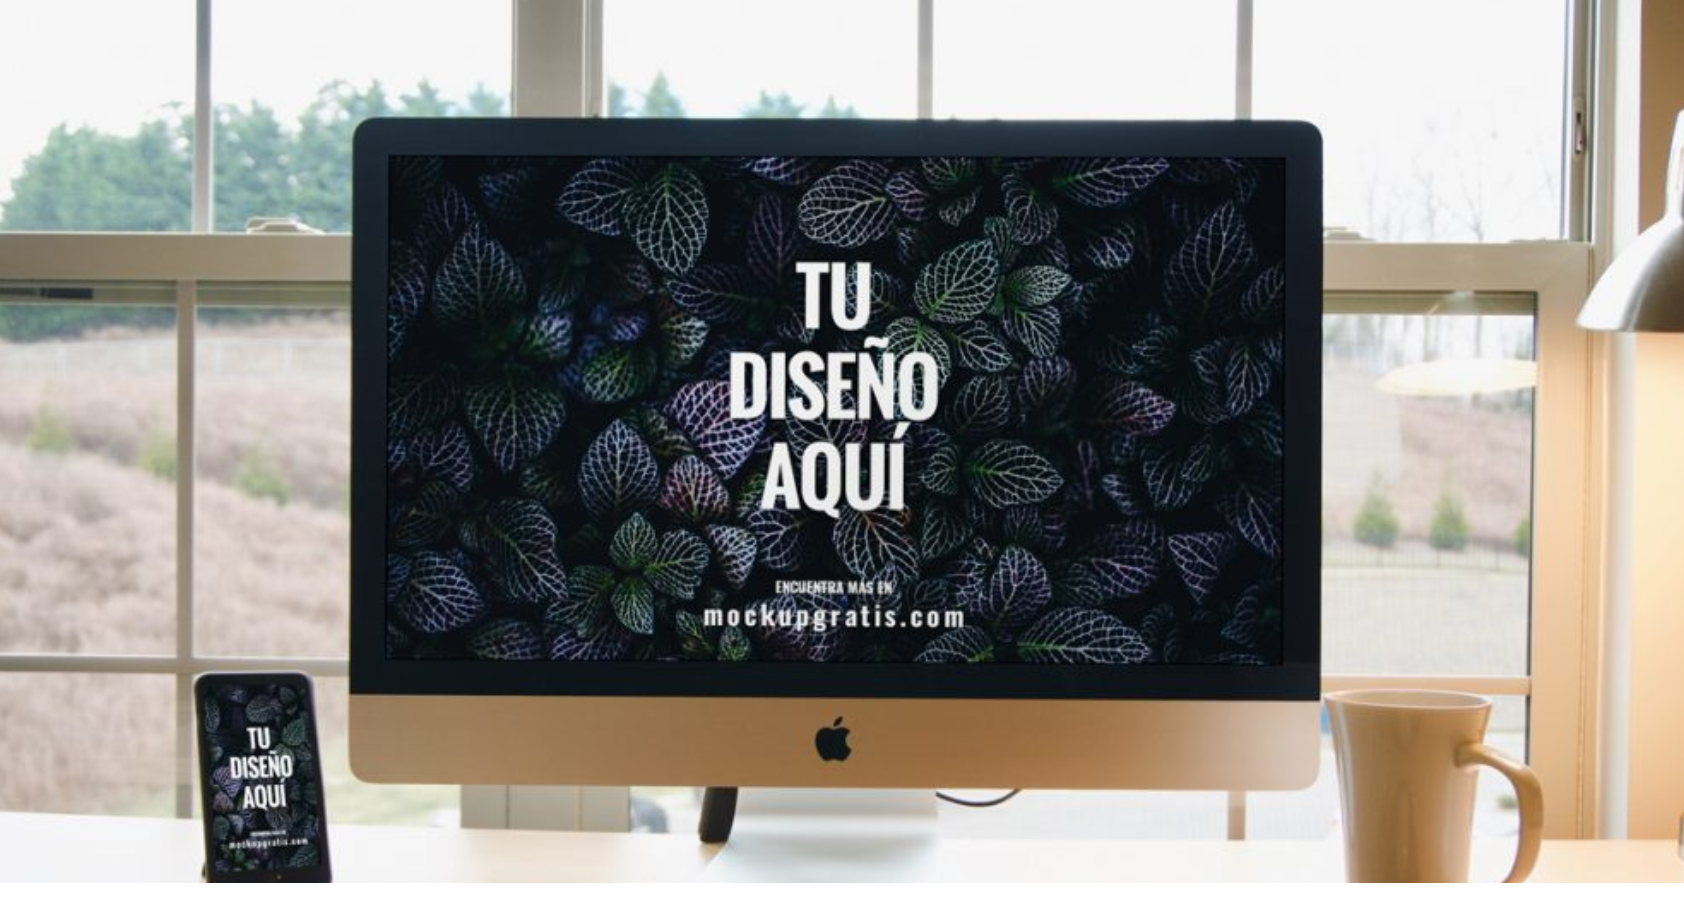 TU
DISEÑO
AQUÍ
ENCUENTRA MÁS EN
mockupgratis.com
TU
DISEÑO
AQUÍ
mockupgratis.com